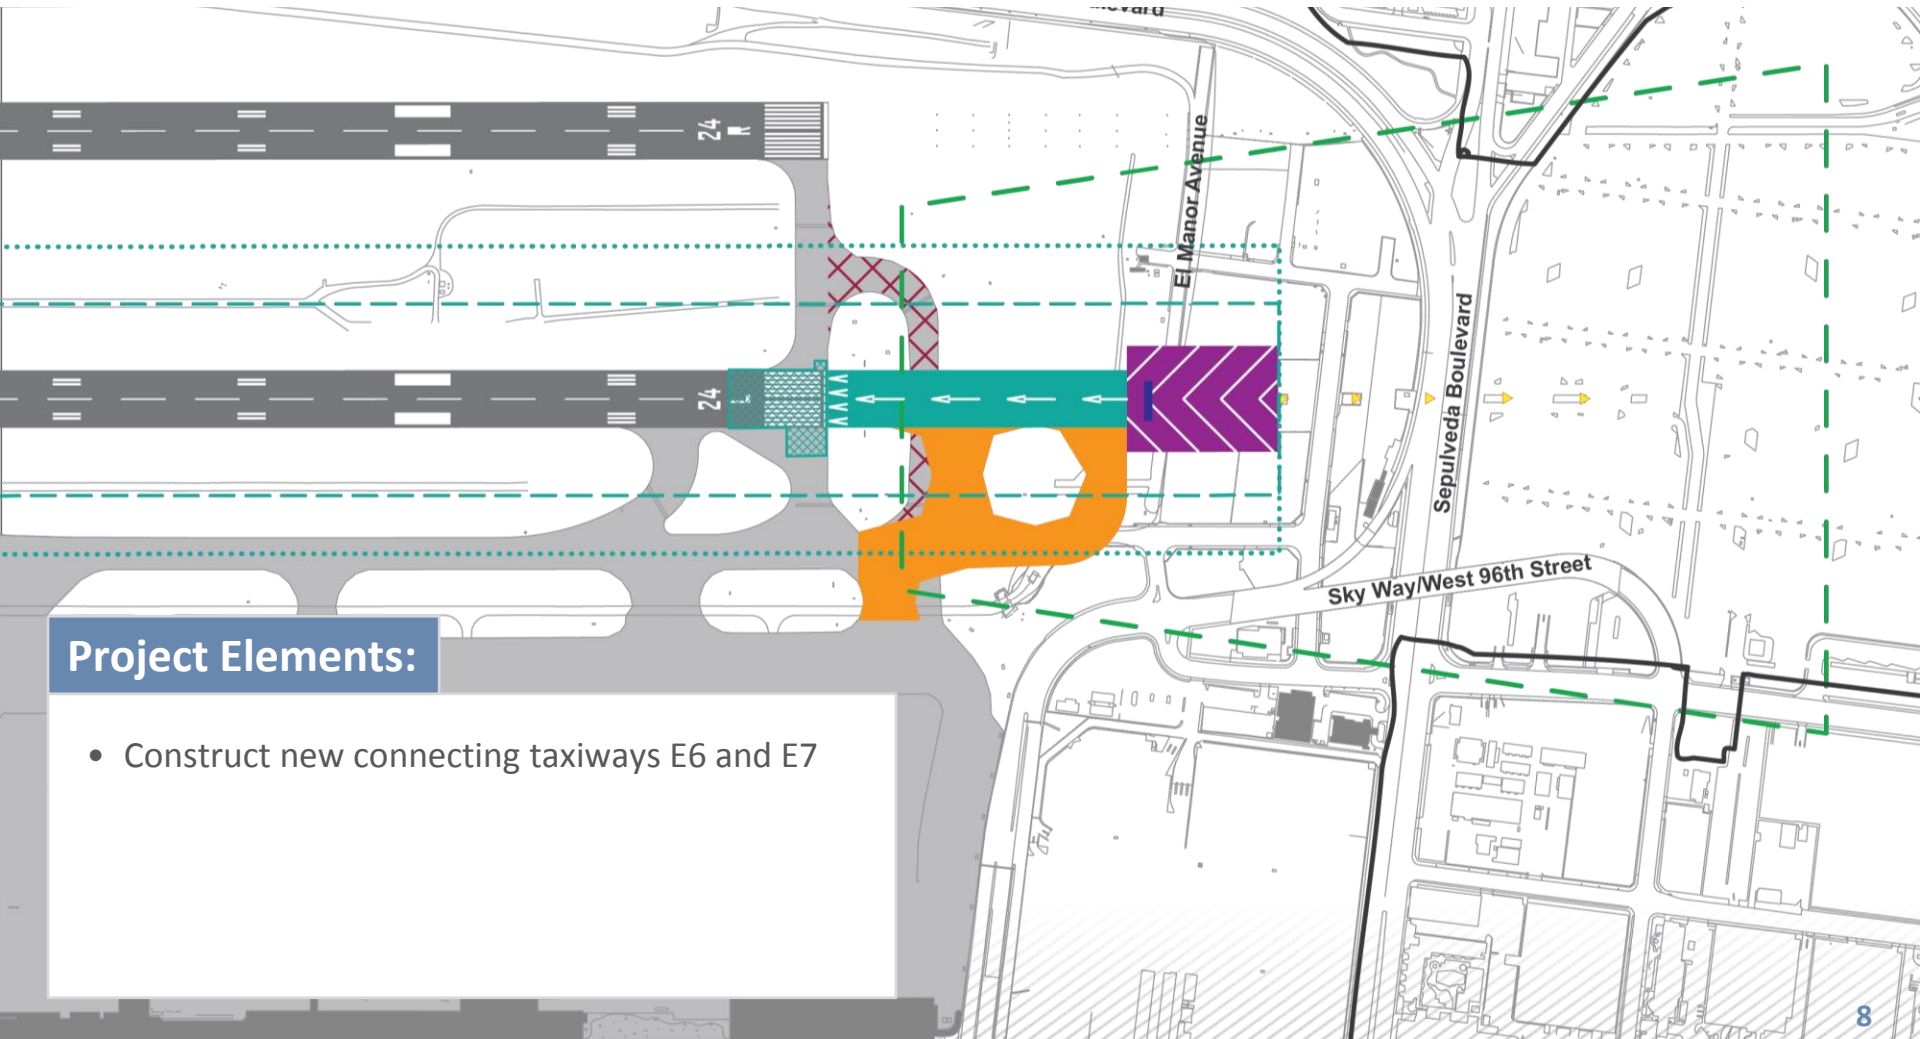 24
El Manor Avenue
24
Sepulveda Boulevard
Sky Way/West 96th Street
Project Elements:
• Construct new connecting taxiways E6 and E7
8